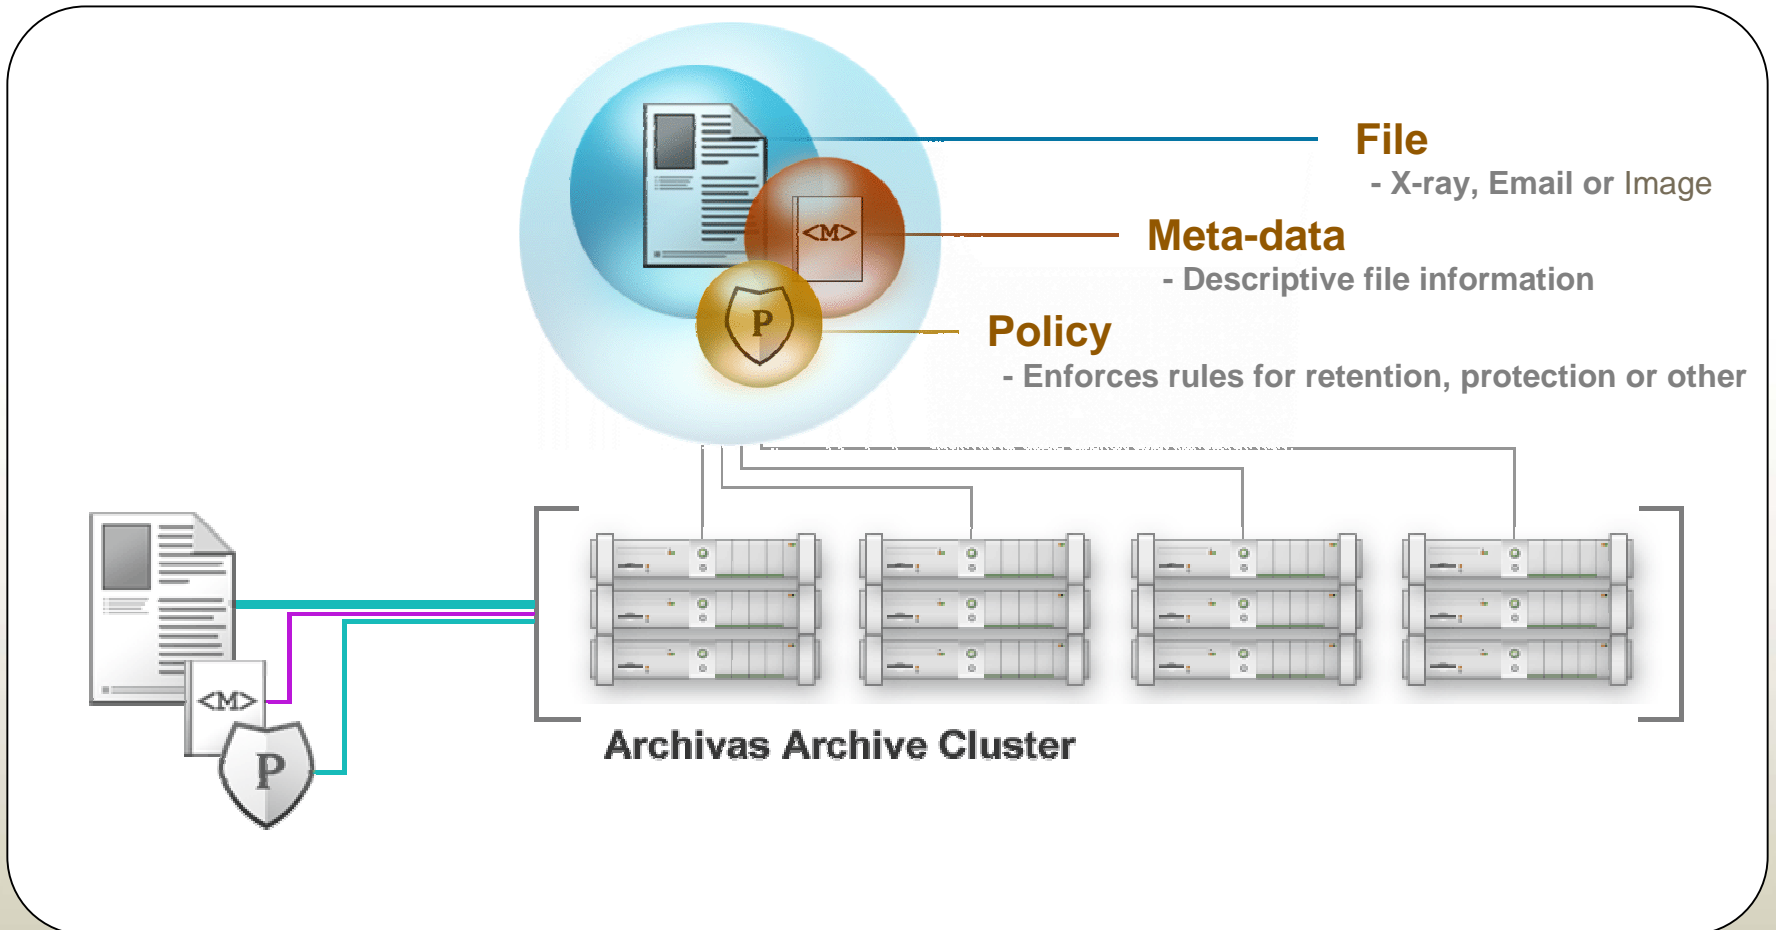 File
- X-ray, Email or Image
<M>
Meta-data
- Descriptive file information
P
Policy
- Enforces rules for retention, protection or other
<M>
P
Archivas Archive Cluster